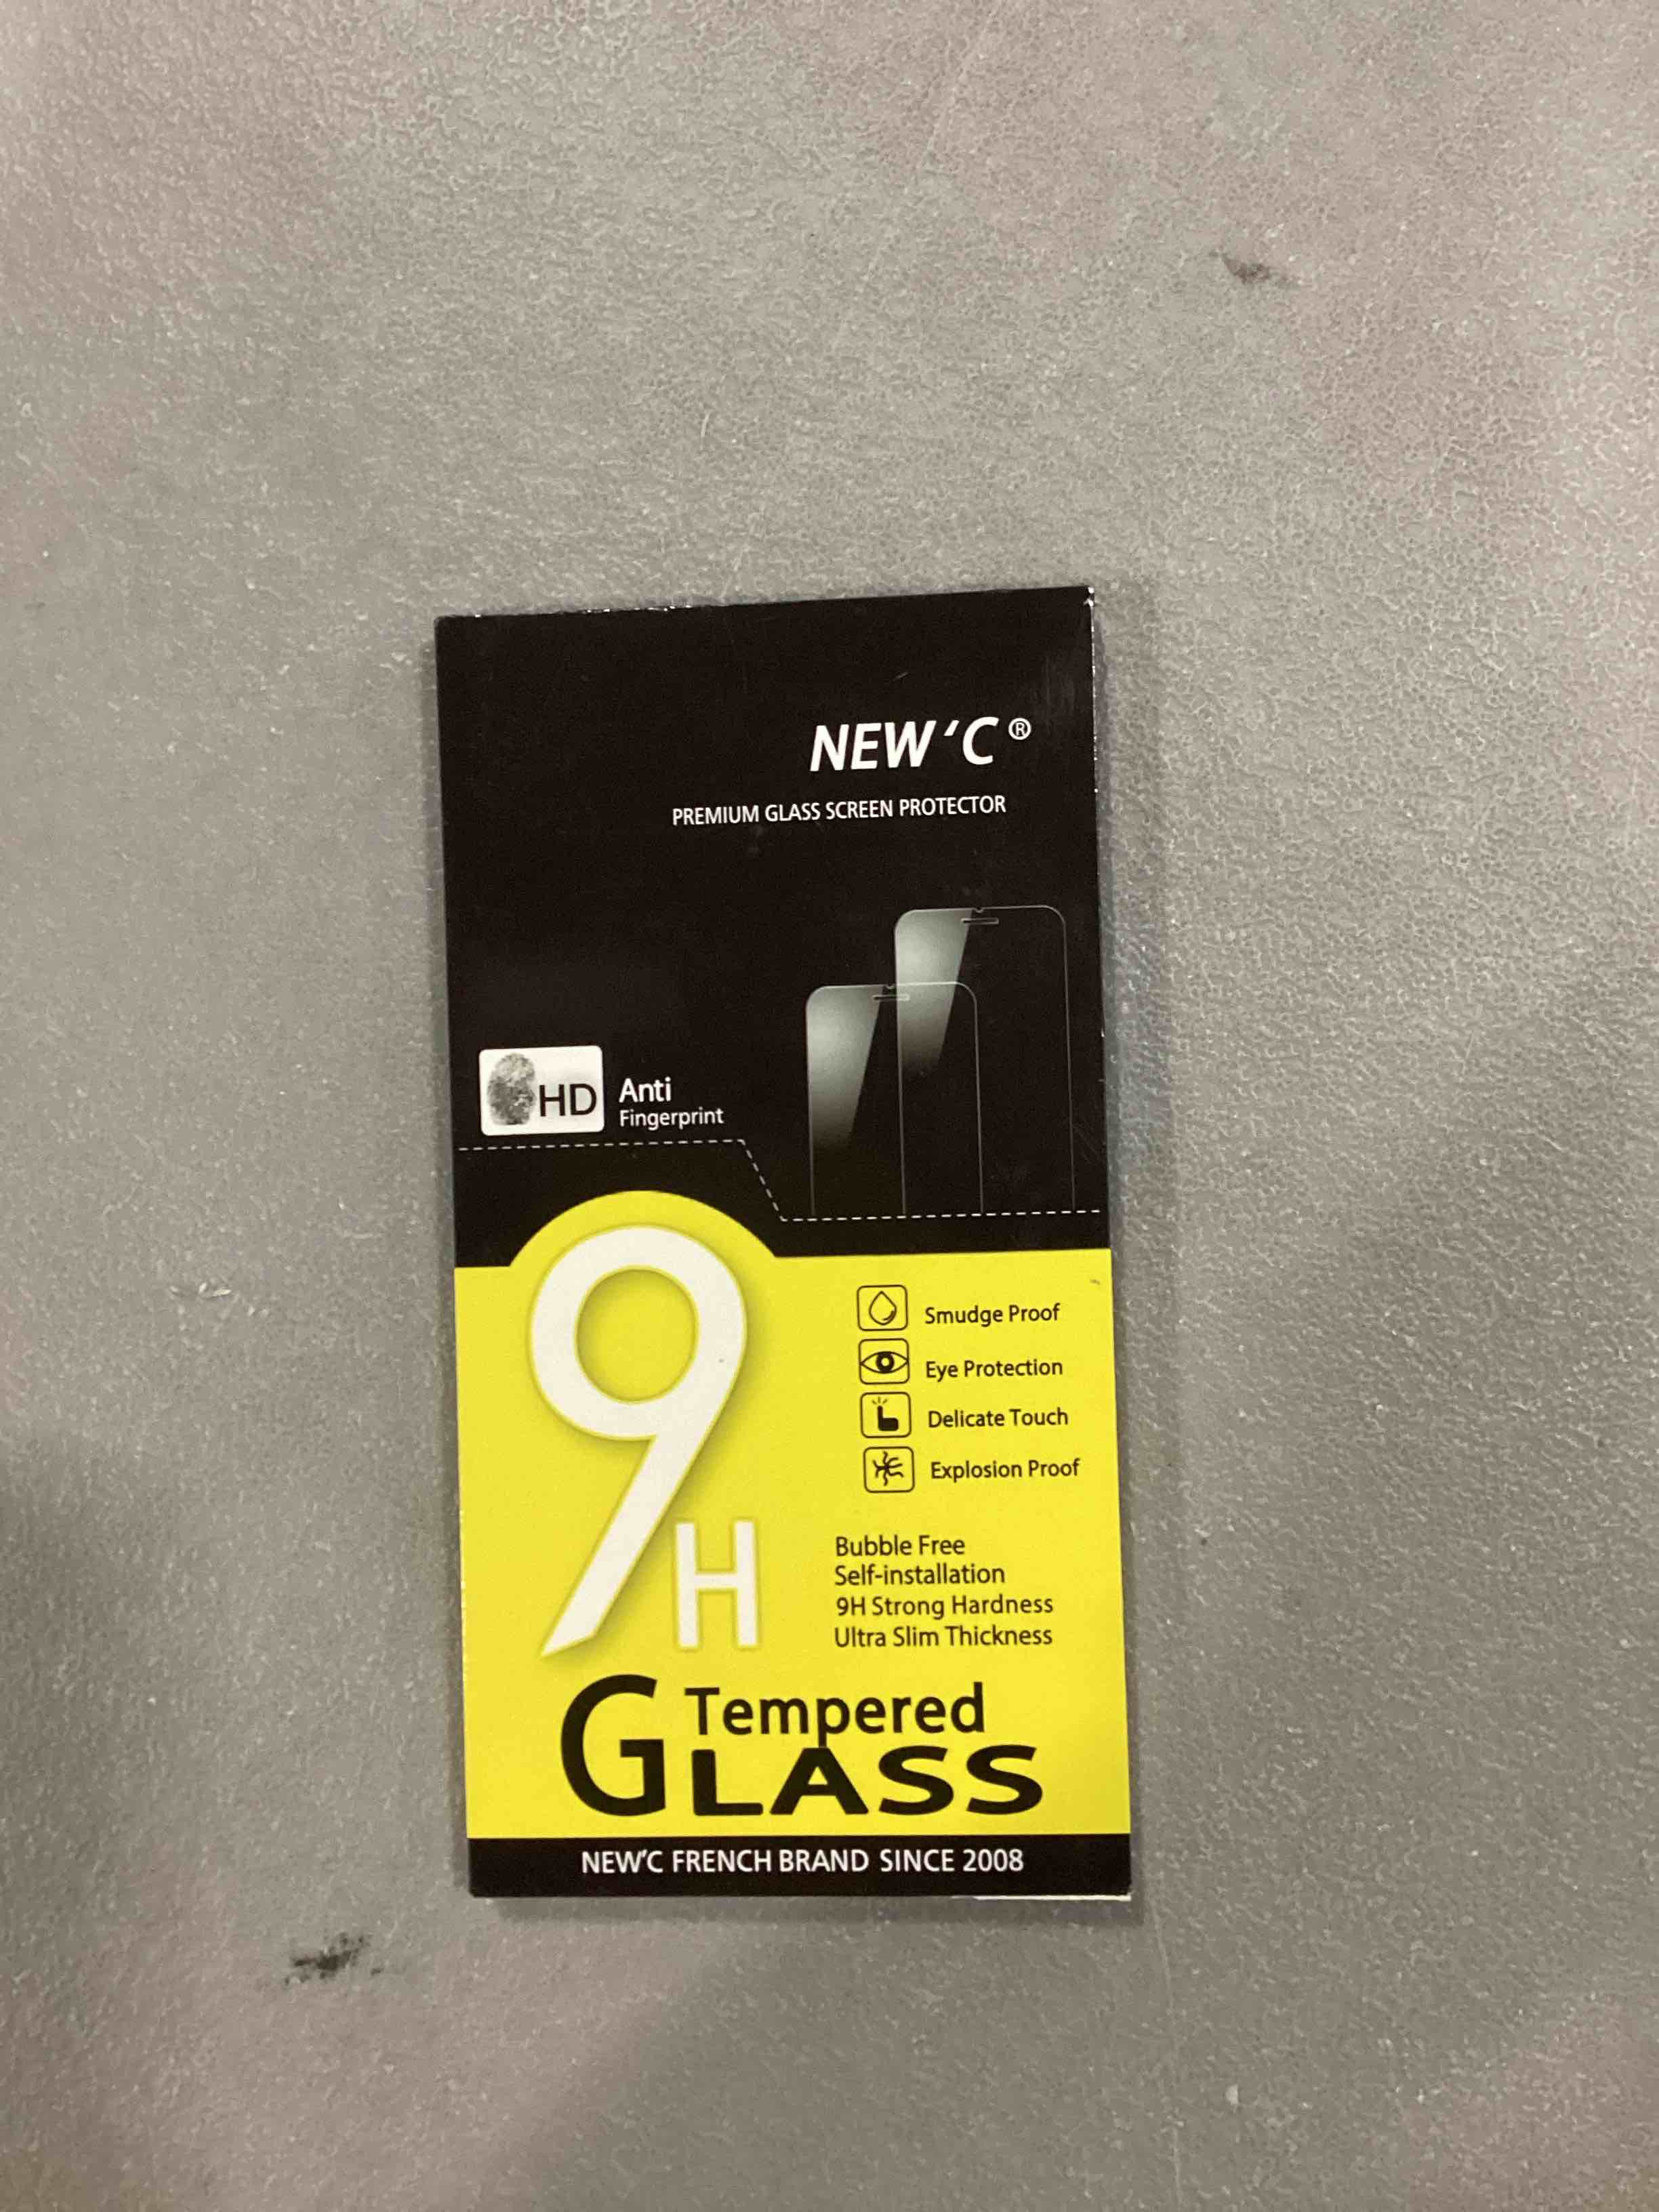 NEW'C®
PREMIUM GLASS SCREEN PROTECTOR
HD
Anti
Fingerprint
9H
Smudge Proof
Eye Protection
Delicate Touch
Explosion Proof
Bubble Free
Self-installation
9H Strong Hardness
Ultra Slim Thickness
Tempered
GLASS
NEW'C FRENCH BRAND SINCE 2008